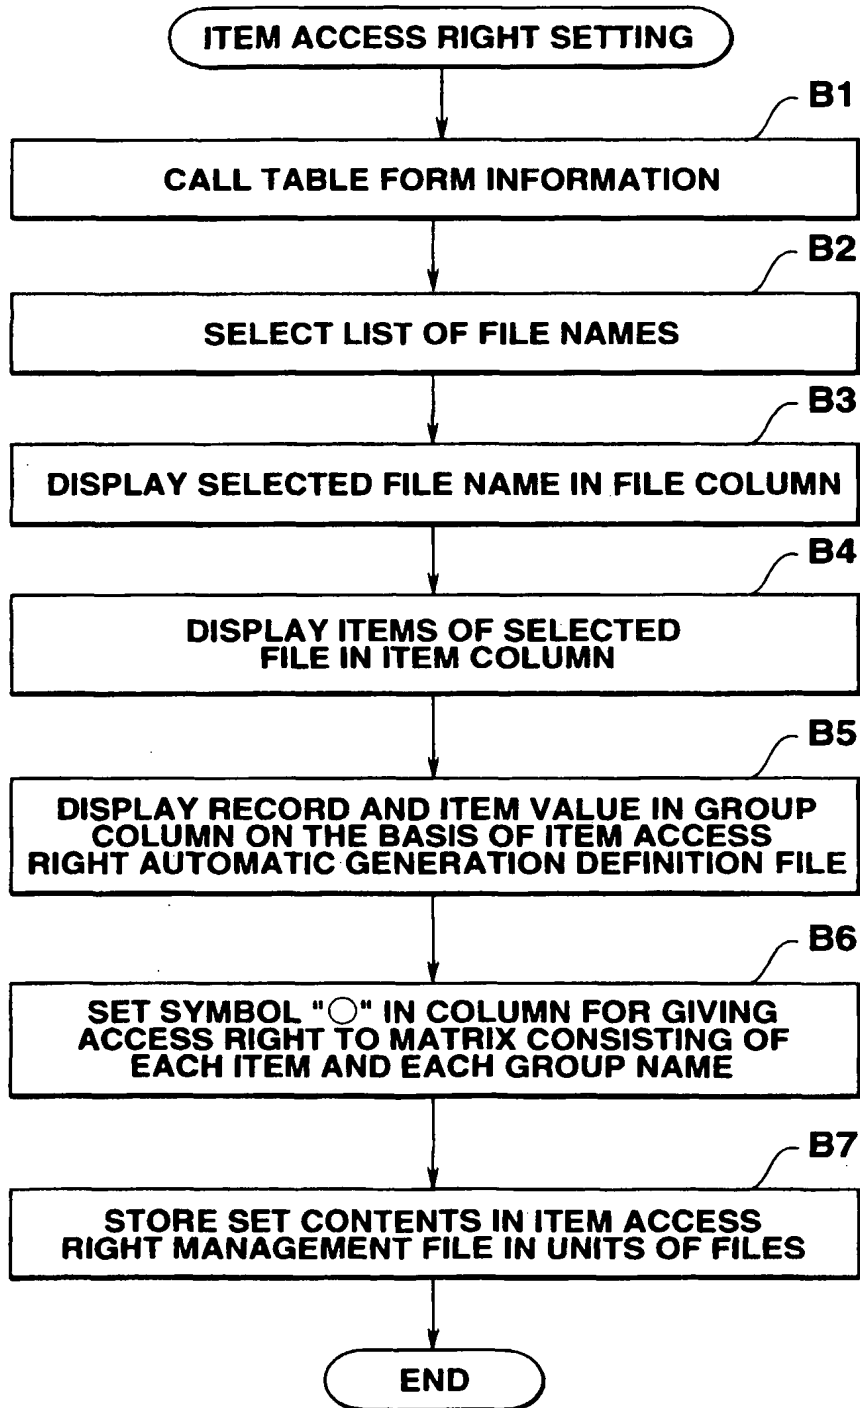 ITEM ACCESS RIGHT SETTING
B1
CALL TABLE FORM INFORMATION
B2
SELECT LIST OF FILE NAMES
B3
DISPLAY SELECTED FILE NAME IN FILE COLUMN
B4
DISPLAY ITEMS OF SELECTED
FILE IN ITEM COLUMN
B5
DISPLAY RECORD AND ITEM VALUE IN GROUP
COLUMN ON THE BASIS OF ITEM ACCESS
RIGHT AUTOMATIC GENERATION DEFINITION FILE
B6
SET SYMBOL "○" IN COLUMN FOR GIVING
ACCESS RIGHT TO MATRIX CONSISTING OF
EACH ITEM AND EACH GROUP NAME
B7
STORE SET CONTENTS IN ITEM ACCESS
RIGHT MANAGEMENT FILE IN UNITS OF FILES
END